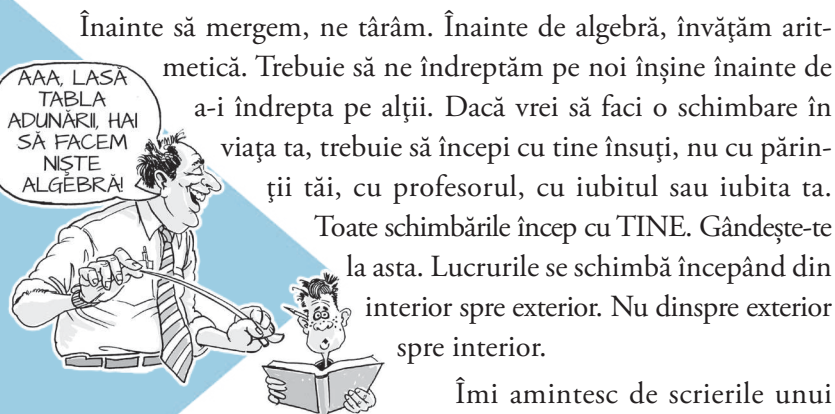 Înainte să mergem, ne târâm. Înainte de algebră, învăţăm arit-
metică. Trebuie să ne îndreptăm pe noi înșine înainte de
a-i îndrepta pe alţii. Dacă vrei să faci o schimbare în
viaţa ta, trebuie să începi cu tine însuţi, nu cu părin-
ţii tăi, cu profesorul, cu iubitul sau iubita ta.
Toate schimbările încep cu TINE. Gândește-te
la asta. Lucrurile se schimbă începând din
interior spre exterior. Nu dinspre exterior
spre interior.
Îmi amintesc de scrierile unui
AAA, LASĂ
TABLA
ADUNĂRII, HAI
SĂ FACEM
NIȘTE
ALGEBRĂ!